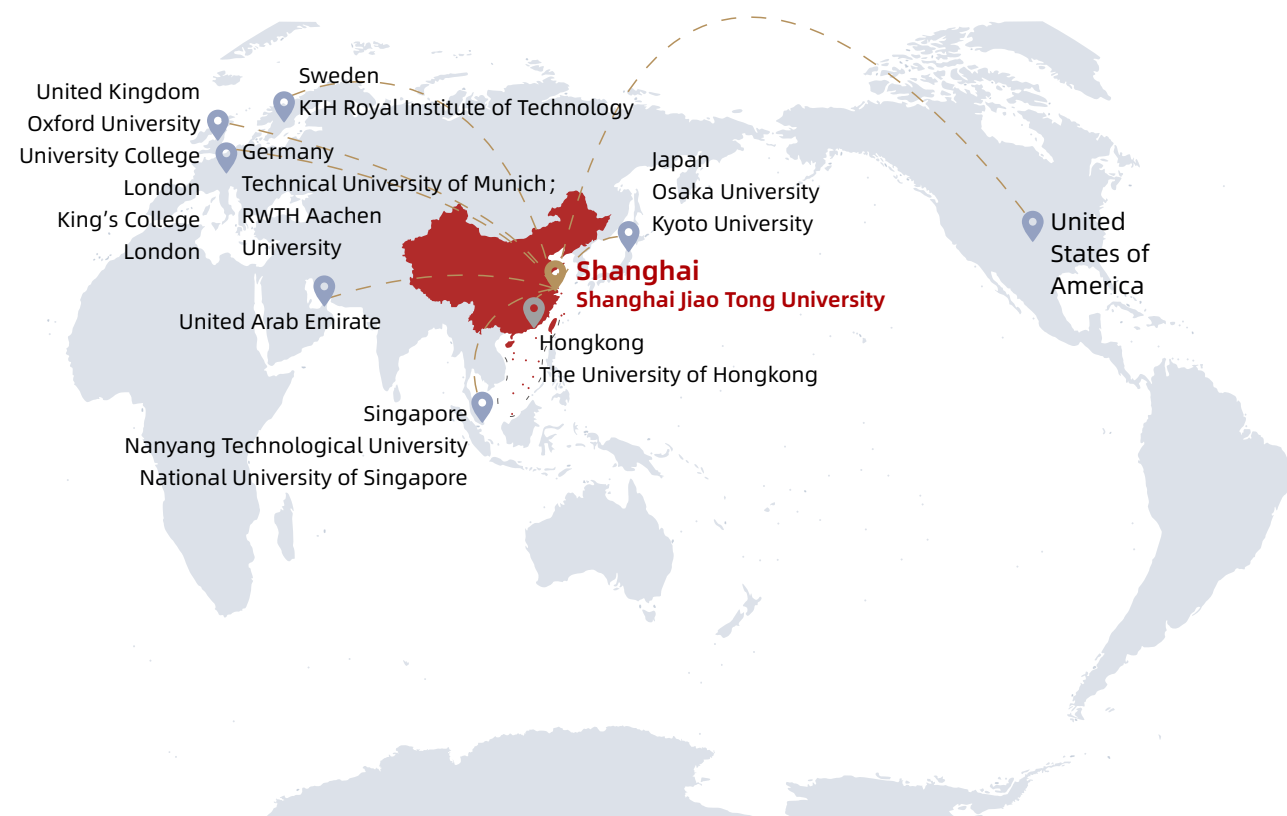 Sweden
KTH Royal Institute of Technology
United Kingdom
Oxford University
University College
London
King's College
London
Germany
Technical University of Munich；
RWTH Aachen
University
Japan
Osaka University
Kyoto University
United
States of
America
Shanghai
Shanghai Jiao Tong University
United Arab Emirate
Hongkong
The University of Hongkong
Singapore
Nanyang Technological University
National University of Singapore